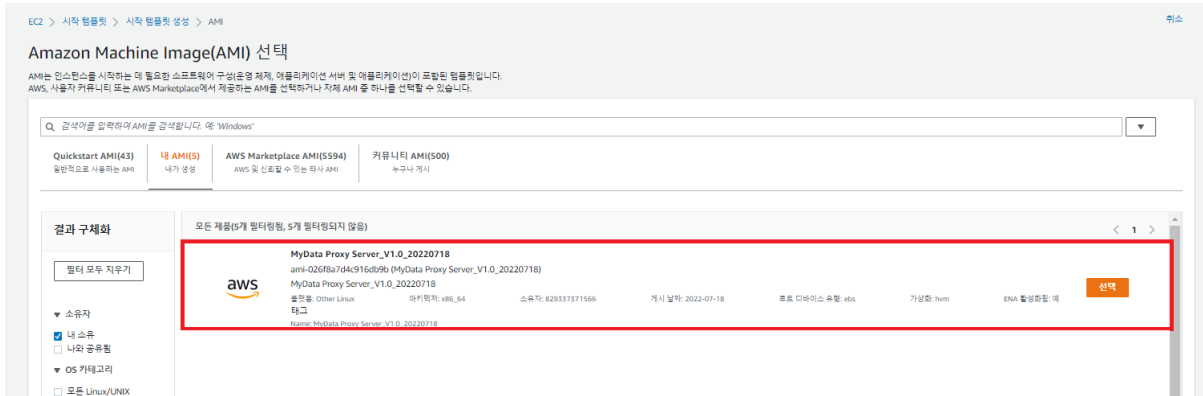 EC2 > 시작 템플릿 > 시작 템플릿 생성 > AMI
취소
Amazon Machine Image(AMI) 선택
AMI는 인스턴스를 시작하는 데 필요한 소프트웨어 구성(운영 체제, 애플리케이션 서버 및 애플리케이션)이 포함된 템플릿입니다.
AWS, 사용자 커뮤니티 또는 AWS Marketplace에서 제공하는 AMI를 선택하거나 자체 AMI 중 하나를 선택할 수 있습니다.
검색어를 입력하여 AMI를 검색합니다. 예: 'Windows'
Quickstart AMI(43)
일반적으로 사용하는 AMI
내 AMI(5)
내가 생성
AWS Marketplace AMI(5594)
AWS 및 신뢰할 수 있는 타사 AMI
커뮤니티 AMI(500)
누구나 게시
결과 구체화
모든 제품(5개 필터링됨, 5개 필터링되지 않음)
< 1 >
필터 모두 지우기
▼ 소유자
내 소유
나와 공유됨
▼ OS 카테고리
모든 Linux/UNIX
aws
MyData Proxy Server_V1.0_20220718
ami-026f8a7d4c916db9b (MyData Proxy Server_V1.0_20220718)
MyData Proxy Server_V1.0_20220718
플랫폼: Other Linux 아키텍처: x86_64 소유자: 829337371566 게시 날짜: 2022-07-18 루트 디바이스 유형: ebs 가상화: hvm ENA 활성화됨: 예
태그
Name: MyData Proxy Server_V1.0_20220718
선택